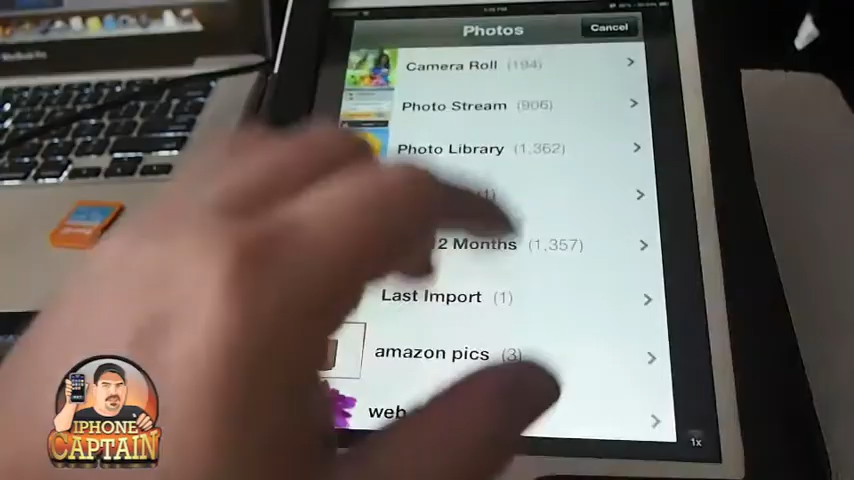 Photos
Cancel
Camera Roll (194)
Photo Stream (906)
Photo Library (1,362)
(1)
2 Months (1,357)
Last Import (1)
amazon pics (3)
web
1x
IPHONE
CAPTAIN